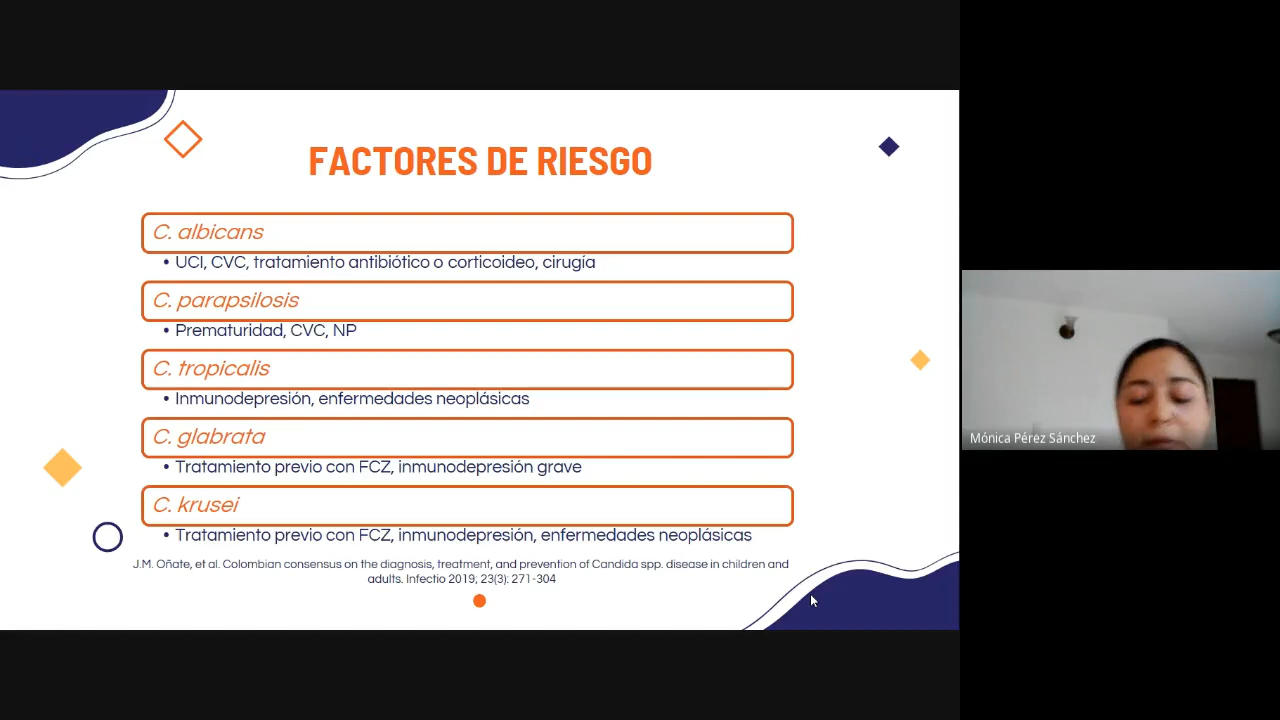 FACTORES DE RIESGO
C. albicans
• UCI, CVC, tratamiento antibiótico o corticoideo, cirugía
C. parapsilosis
• Prematuridad, CVC, NP
C. tropicalis
• Inmunodepresión, enfermedades neoplásicas
C. glabrata
• Tratamiento previo con FCZ, inmunodepresión grave
C. krusei
• Tratamiento previo con FCZ, inmunodepresión, enfermedades neoplásicas
J.M. Oñate, et al. Colombian consensus on the diagnosis, treatment, and prevention of Candida spp. disease in children and
adults. Infectio 2019; 23(3): 271-304
Mónica Pérez Sánchez